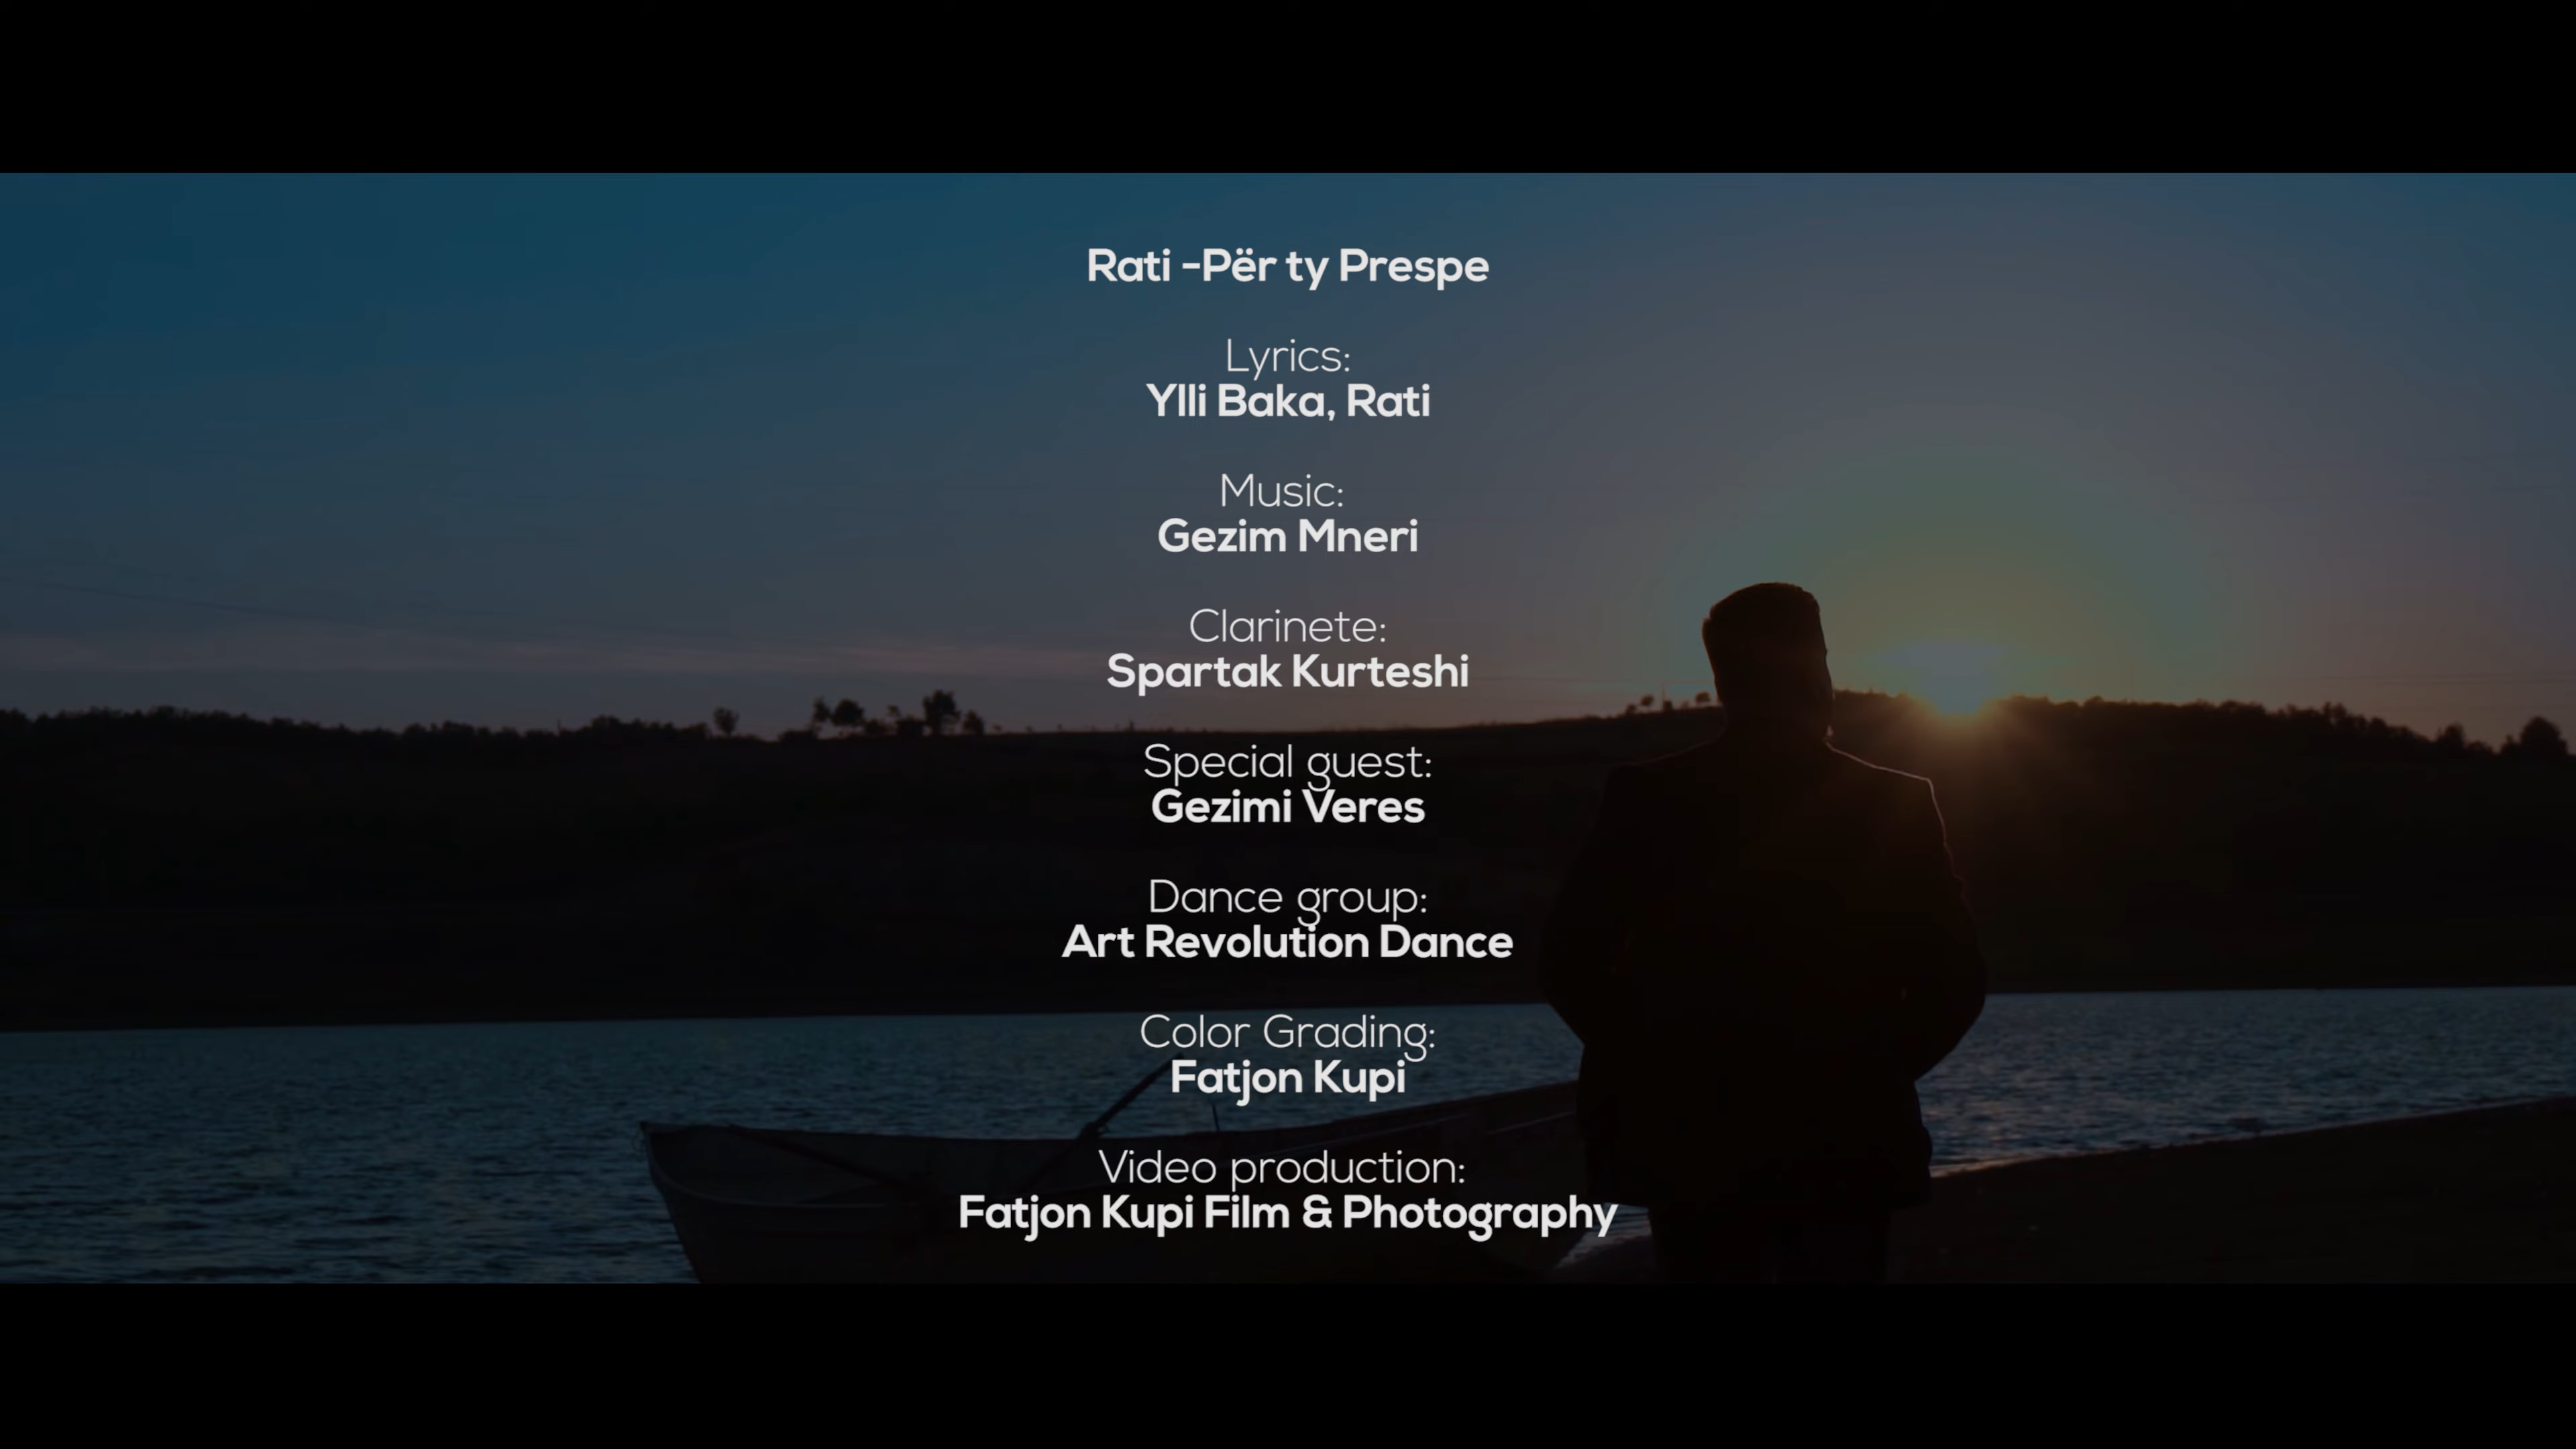 Rati -Për ty Prespe
Lyrics:
Ylli Baka, Rati
Music:
Gezim Mneri
Clarinete:
Spartak Kurteshi
Special guest:
Gezimi Veres
Dance group:
Art Revolution Dance
Color Grading:
Fatjon Kupi
Video production:
Fatjon Kupi Film & Photography